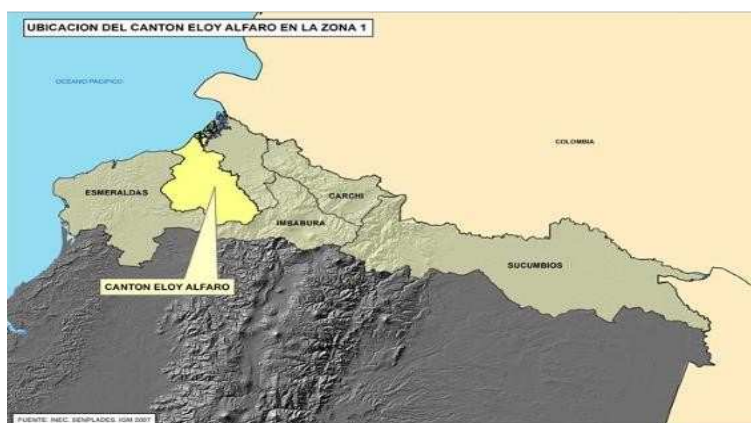 UBICACION DEL CANTON ELOY ALFARO EN LA ZONA 1
OCEANO PACIFICO
COLOMBIA
ESMERALDAS
CARCHI
IMBABURA
SUCUMBIOS
CANTON ELOY ALFARO
FUENTE: INEC. SENPLADES. IGM 2007